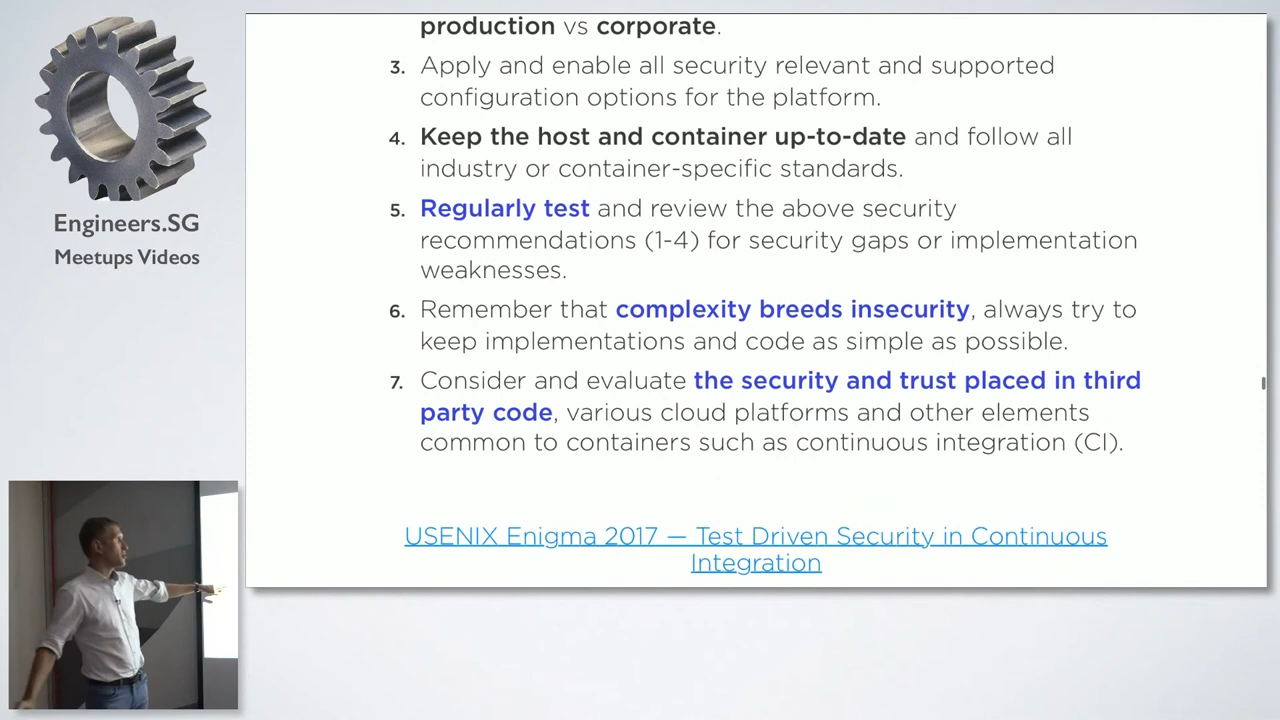 Engineers.SG
Meetups Videos
production vs corporate.
3. Apply and enable all security relevant and supported
configuration options for the platform.
4. Keep the host and container up-to-date and follow all
industry or container-specific standards.
5. Regularly test and review the above security
recommendations (1-4) for security gaps or implementation
weaknesses.
6. Remember that complexity breeds insecurity, always try to
keep implementations and code as simple as possible.
7. Consider and evaluate the security and trust placed in third
party code, various cloud platforms and other elements
common to containers such as continuous integration (CI).
USENIX Enigma 2017 — Test Driven Security in Continuous
Integration